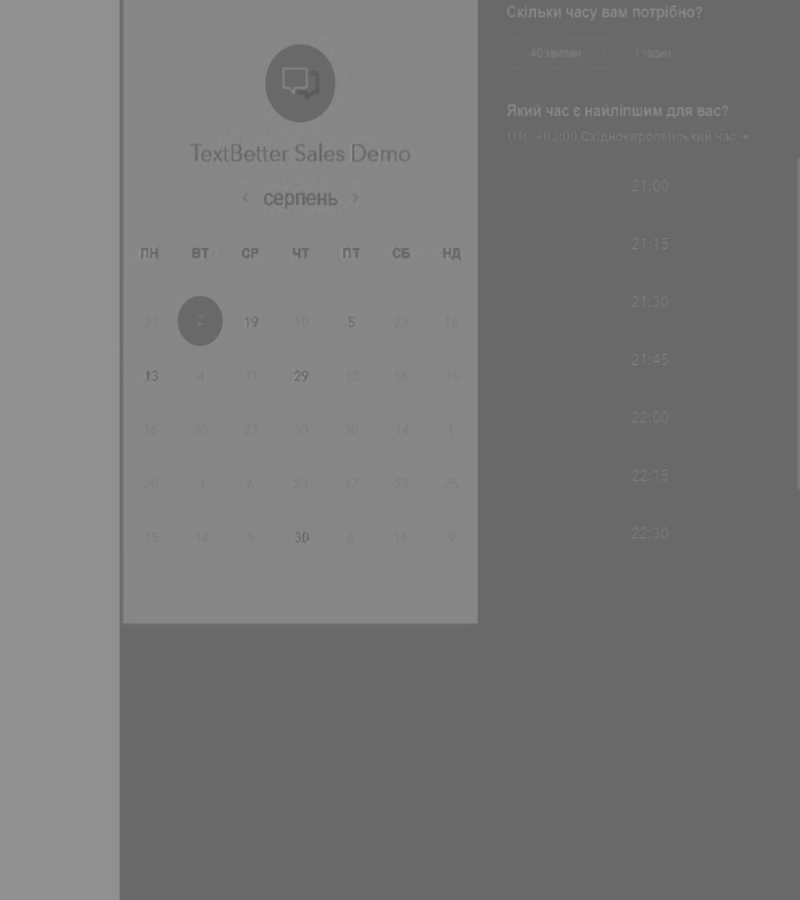 TextBetter Sales Demo
‹ серпень ›
ПН ВТ СР ЧТ ПТ СБ НД
21 2 19 10 5 23 16
13 4 11 29 13 16 15
16 30 23 30 30 14 1
20 3 6 23 17 28 25
15 14 5 30 6 16 9
Скільки часу вам потрібно?
40 хвилин 1 годин
Який час є найліпшим для вас?
UTC +03:00 Східноєвропейський час
21:00
21:15
21:30
21:45
22:00
22:15
22:30